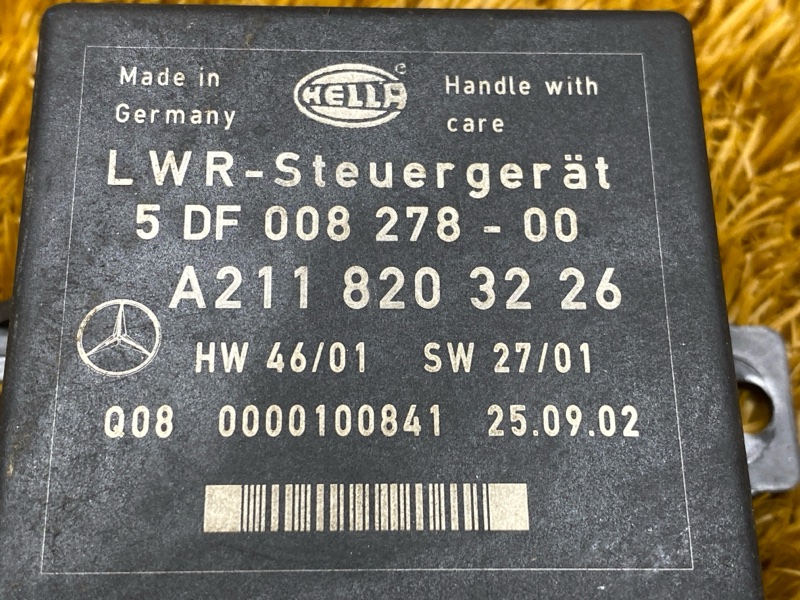 Made in
Germany
HELLA
©
Handle with
care
LWR-Steuergerät
5 DF 008 278 - 00
A211 820 32 26
HW 46/01 SW 27/01
Q08 0000100841 25.09.02